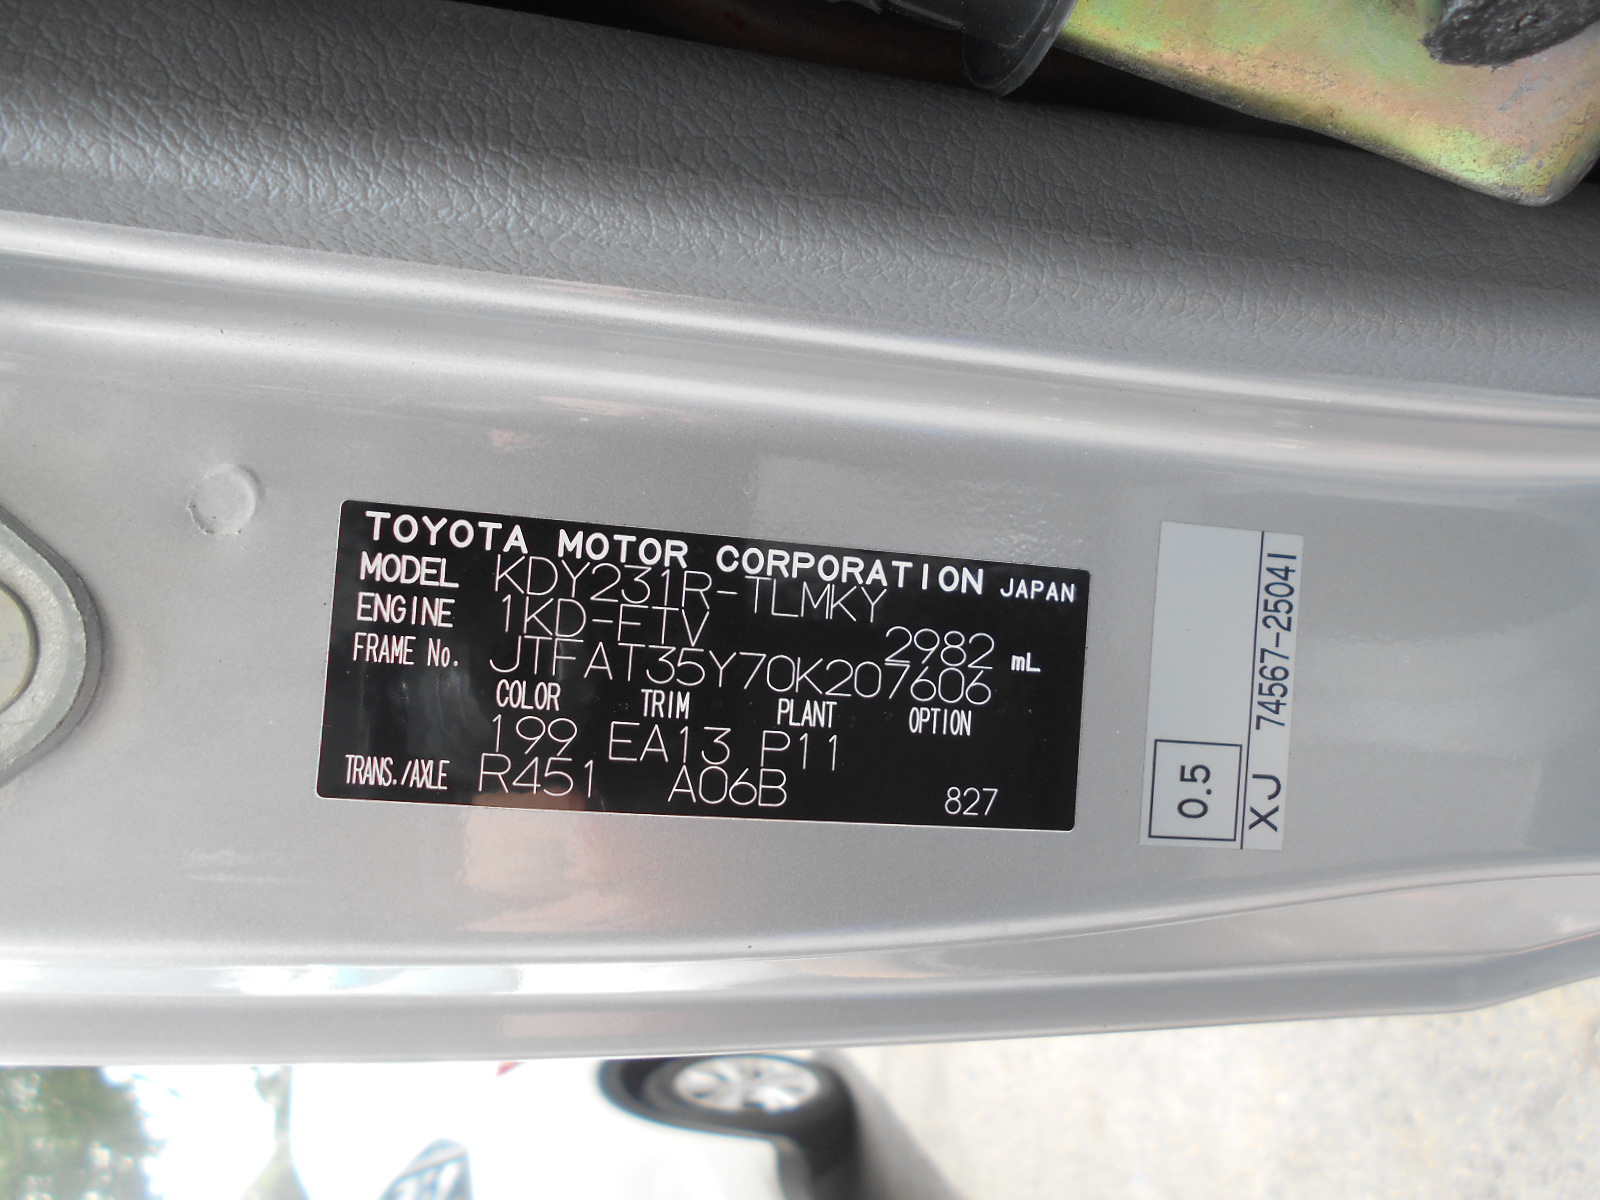 TOYOTA MOTOR CORPORATION JAPAN
MODEL KDY231R-TLMKY
ENGINE 1KD-FTV 2982 mL
FRAME No. JTFAT35Y70K207606
COLOR TRIM PLANT OPTION
199 EA13 P11
TRANS./AXLE R451 A06B 827
0.5
XJ 74567-25041